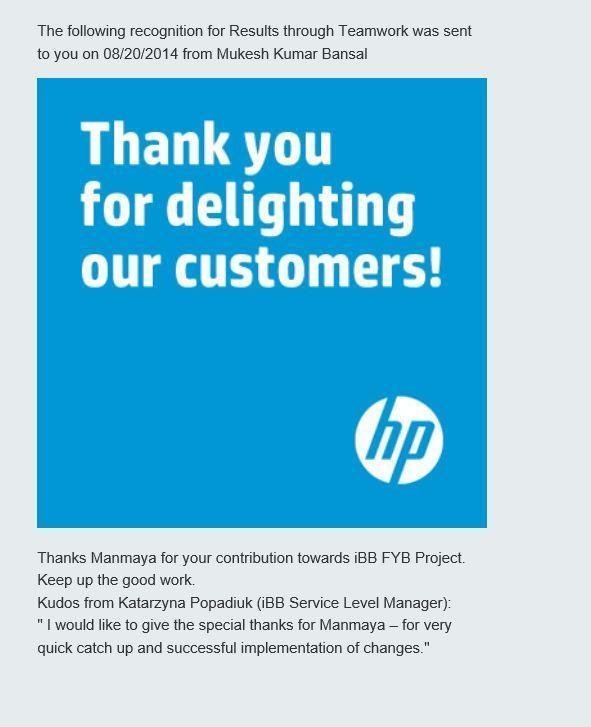 The following recognition for Results through Teamwork was sent
to you on 08/20/2014 from Mukesh Kumar Bansal
Thank you
for delighting
our customers!
hp
Thanks Manmaya for your contribution towards iBB FYB Project.
Keep up the good work.
Kudos from Katarzyna Popadiuk (iBB Service Level Manager):
" I would like to give the special thanks for Manmaya – for very
quick catch up and successful implementation of changes."